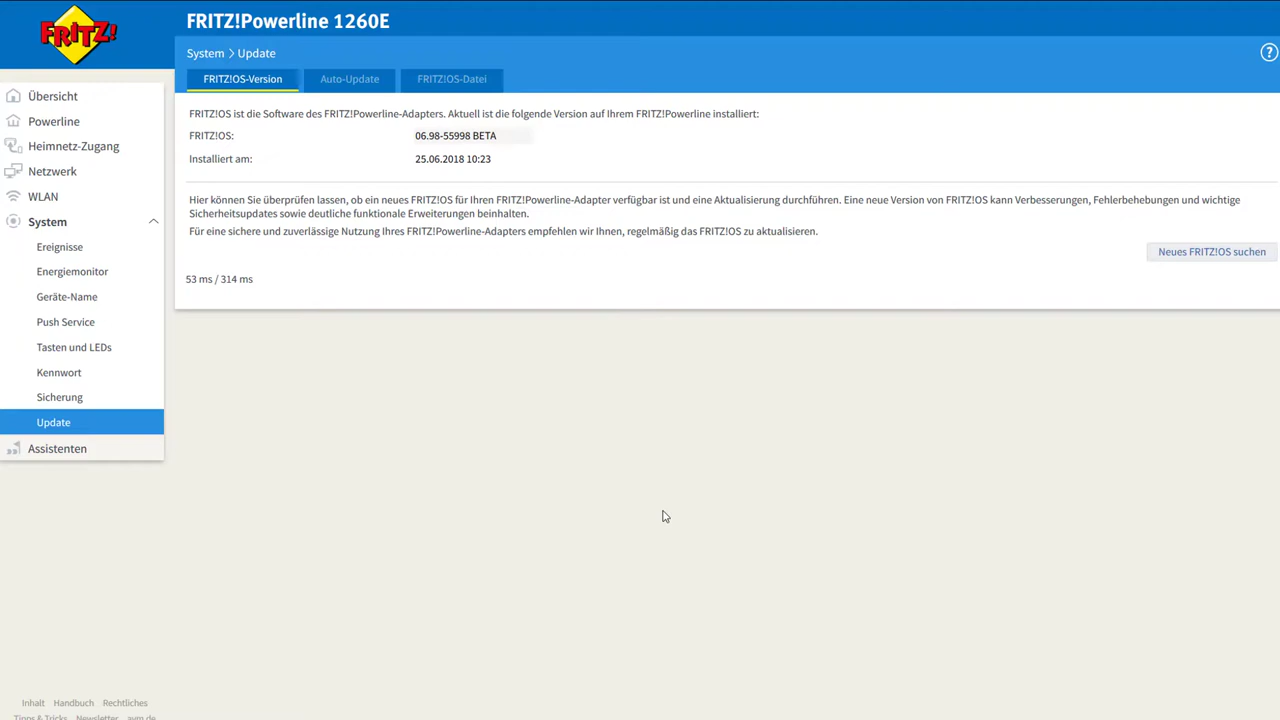 FRITZ!
FRITZ!Powerline 1260E
System > Update
?
FRITZ!OS-Version
Auto-Update
FRITZ!OS-Datei
Übersicht
Powerline
Heimnetz-Zugang
Netzwerk
WLAN
System
Ereignisse
Energiemonitor
Geräte-Name
Push Service
Tasten und LEDs
Kennwort
Sicherung
Update
Assistenten
FRITZ!OS ist die Software des FRITZ!Powerline-Adapters. Aktuell ist die folgende Version auf Ihrem FRITZ!Powerline installiert:
FRITZ!OS: 06.98-55998 BETA
Installiert am: 25.06.2018 10:23
Hier können Sie überprüfen lassen, ob ein neues FRITZ!OS für Ihren FRITZ!Powerline-Adapter verfügbar ist und eine Aktualisierung durchführen. Eine neue Version von FRITZ!OS kann Verbesserungen, Fehlerbehebungen und wichtige
Sicherheitsupdates sowie deutliche funktionale Erweiterungen beinhalten.
Für eine sichere und zuverlässige Nutzung Ihres FRITZ!Powerline-Adapters empfehlen wir Ihnen, regelmäßig das FRITZ!OS zu aktualisieren.
Neues FRITZ!OS suchen
53 ms / 314 ms
Inhalt Handbuch Rechtliches
Tipps & Tricks Newsletter avm.de